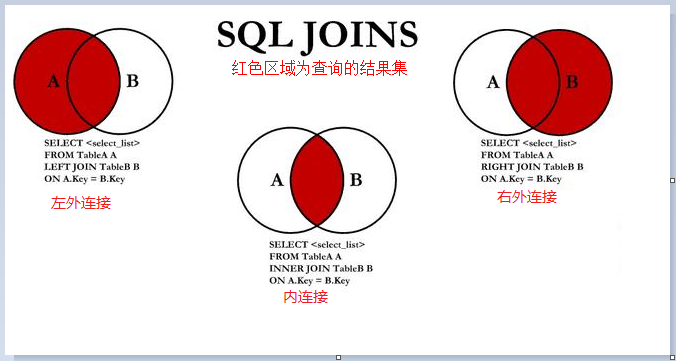 SQL JOINS
红色区域为查询的结果集
A
B
SELECT <select_list>
FROM TableA A
LEFT JOIN TableB B
ON A.Key = B.Key
左外连接
A
B
SELECT <select_list>
FROM TableA A
INNER JOIN TableB B
ON A.Key = B.Key
内连接
A
B
SELECT <select_list>
FROM TableA A
RIGHT JOIN TableB B
ON A.Key = B.Key
右外连接